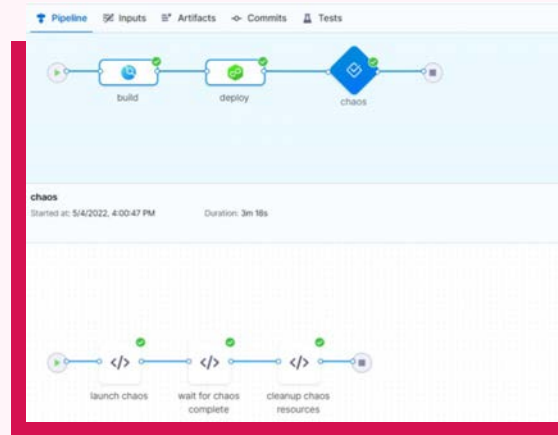 Pipeline Inputs Artifacts Commits Tests
build deploy chaos
chaos
Started at: 5/4/2022, 4:00:47 PM Duration: 3m 18s
launch chaos wait for chaos cleanup chaos
complete resources